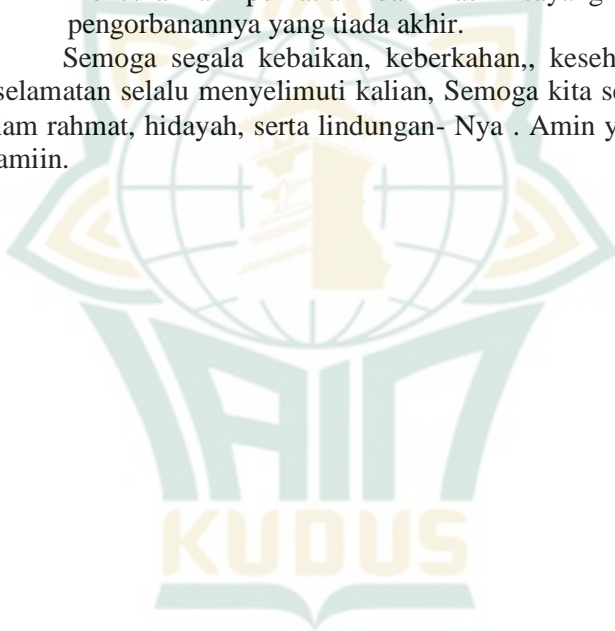 pengorbanannya yang tiada akhir.
Semoga segala kebaikan, keberkahan,, keseh
selamatan selalu menyelimuti kalian, Semoga kita se
lam rahmat, hidayah, serta lindungan- Nya . Amin y
amiin.
IAIN
KUDUS